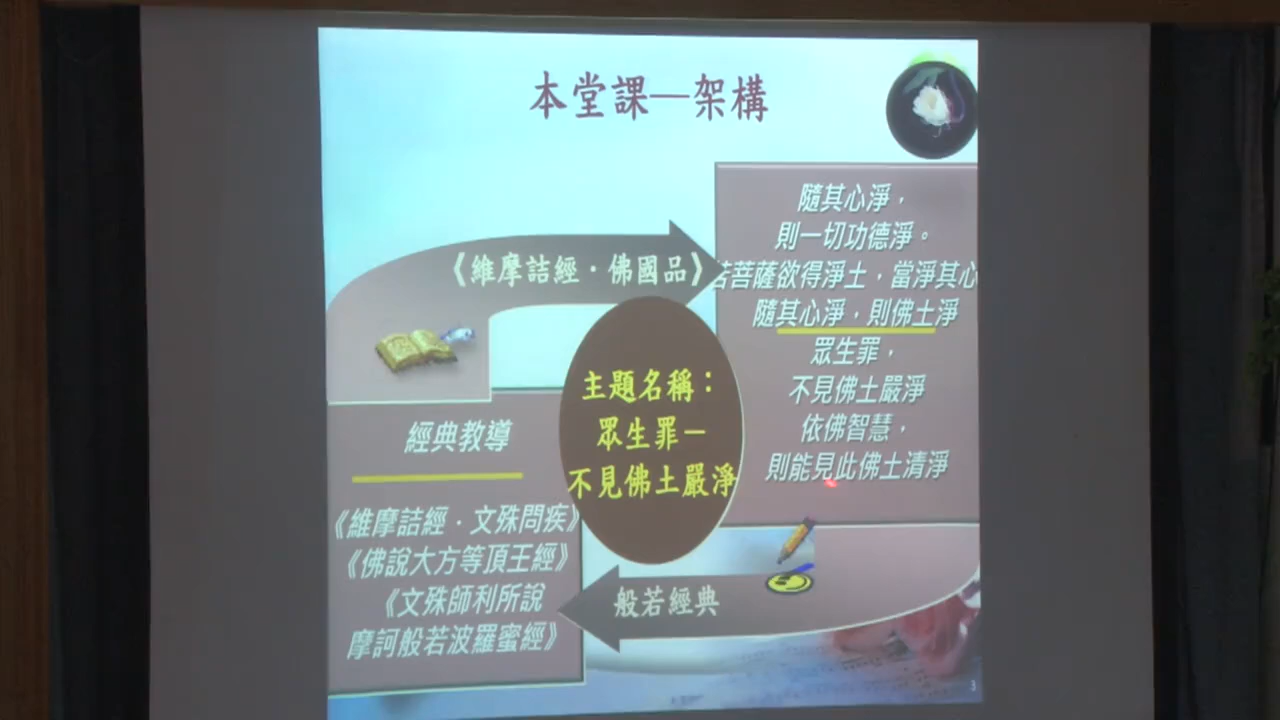 本堂課—架構
《維摩詰經．佛國品》
隨其心淨，
則一切功德淨。
若菩薩欲得淨土，當淨其心
隨其心淨，則佛土淨
眾生罪，
不見佛土嚴淨
依佛智慧，
則能見此佛土清淨
主題名稱：
眾生罪－
不見佛土嚴淨
經典教導
《維摩詰經．文殊問疾》
《佛說大方等頂王經》
《文殊師利所說
摩訶般若波羅蜜經》
般若經典
3